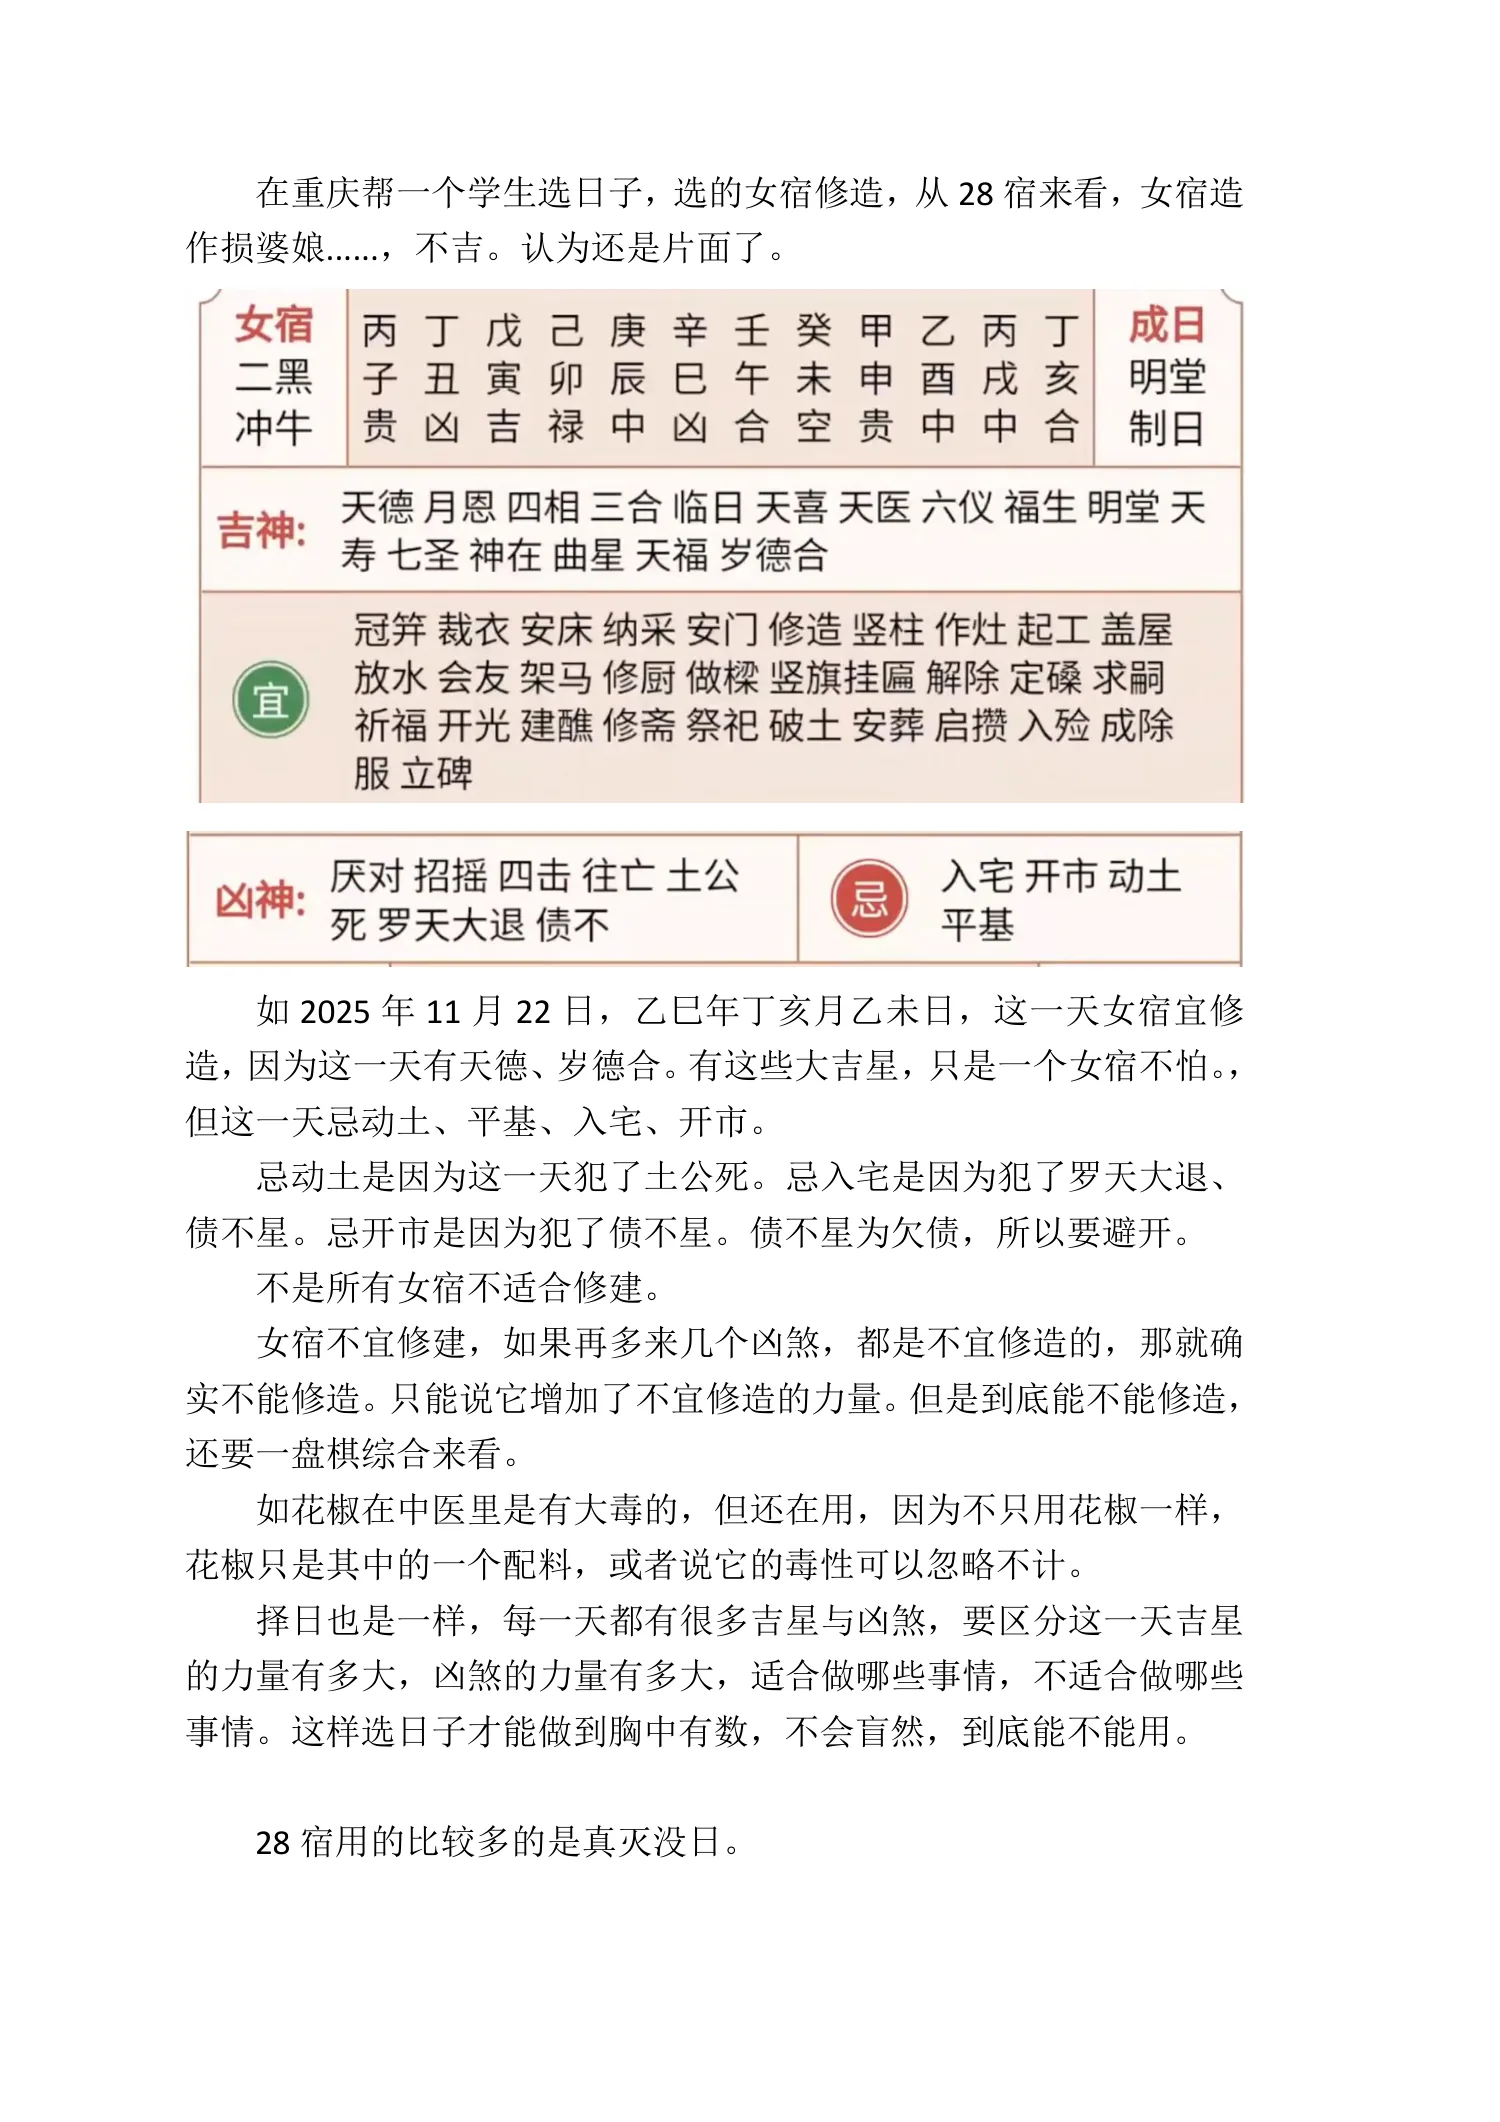 在重庆帮一个学生选日子，选的女宿修造，从 28 宿来看，女宿造
作损婆娘……，不吉。认为还是片面了。
女宿
二黑
冲牛
丙 丁 戊 己 庚 辛 壬 癸 甲 乙 丙 丁
子 丑 寅 卯 辰 巳 午 未 申 酉 戌 亥
贵 凶 吉 禄 中 凶 合 空 贵 中 中 合
成日
明堂
制日
吉神:
天德 月恩 四相 三合 临日 天喜 天医 六仪 福生 明堂 天
寿 七圣 神在 曲星 天福 岁德合
宜
冠笄 裁衣 安床 纳采 安门 修造 竖柱 作灶 起工 盖屋
放水 会友 架马 修厨 做樑 竖旗挂匾 解除 定磉 求嗣
祈福 开光 建醮 修斋 祭祀 破土 安葬 启攒 入殓 成除
服 立碑
凶神:
厌对 招摇 四击 往亡 土公
死 罗天大退 债不
忌
入宅 开市 动土
平基
如 2025 年 11 月 22 日，乙巳年丁亥月乙未日，这一天女宿宜修
造，因为这一天有天德、岁德合。有这些大吉星，只是一个女宿不怕。，
但这一天忌动土、平基、入宅、开市。
忌动土是因为这一天犯了土公死。忌入宅是因为犯了罗天大退、
债不星。忌开市是因为犯了债不星。债不星为欠债，所以要避开。
不是所有女宿不适合修建。
女宿不宜修建，如果再多来几个凶煞，都是不宜修造的，那就确
实不能修造。只能说它增加了不宜修造的力量。但是到底能不能修造，
还要一盘棋综合来看。
如花椒在中医里是有大毒的，但还在用，因为不只用花椒一样，
花椒只是其中的一个配料，或者说它的毒性可以忽略不计。
择日也是一样，每一天都有很多吉星与凶煞，要区分这一天吉星
的力量有多大，凶煞的力量有多大，适合做哪些事情，不适合做哪些
事情。这样选日子才能做到胸中有数，不会盲然，到底能不能用。
28 宿用的比较多的是真灭没日。